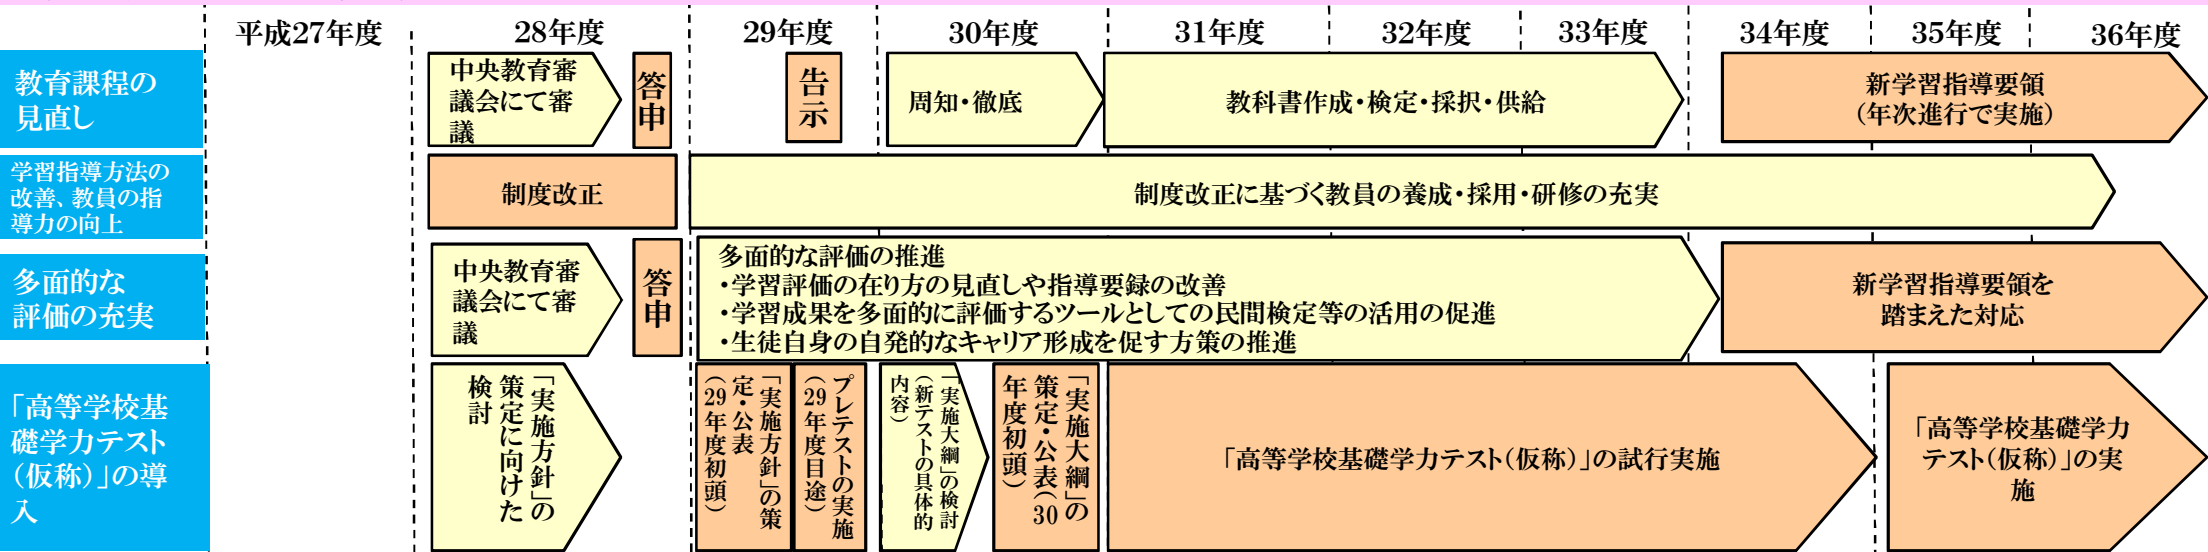 平成27年度
28年度
29年度
30年度
31年度
32年度
33年度
34年度
35年度
36年度
教育課程の
見直し
中央教育審
議会にて審
議
答申
告示
周知・徹底
教科書作成・検定・採択・供給
新学習指導要領
(年次進行で実施)
学習指導方法の
改善、教員の指
導力の向上
制度改正
制度改正に基づく教員の養成・採用・研修の充実
多面的な
評価の充実
中央教育審
議会にて審
議
答申
多面的な評価の推進
・学習評価の在り方の見直しや指導要録の改善
・学習成果を多面的に評価するツールとしての民間検定等の活用の促進
・生徒自身の自発的なキャリア形成を促す方策の推進
新学習指導要領を
踏まえた対応
「高等学校基
礎学力テスト
(仮称)」の導
入
「実施方針」の
策定に向けた
検討
「実施方針」の策
定・公表
(29年度初頭)
プレテストの実施
(29年度目途)
「実施大綱」の検討
(新テストの具体的
内容)
「実施大綱」の
策定・公表(30
年度初頭)
「高等学校基礎学力テスト(仮称)」の試行実施
「高等学校基礎学力
テスト(仮称)」の実
施